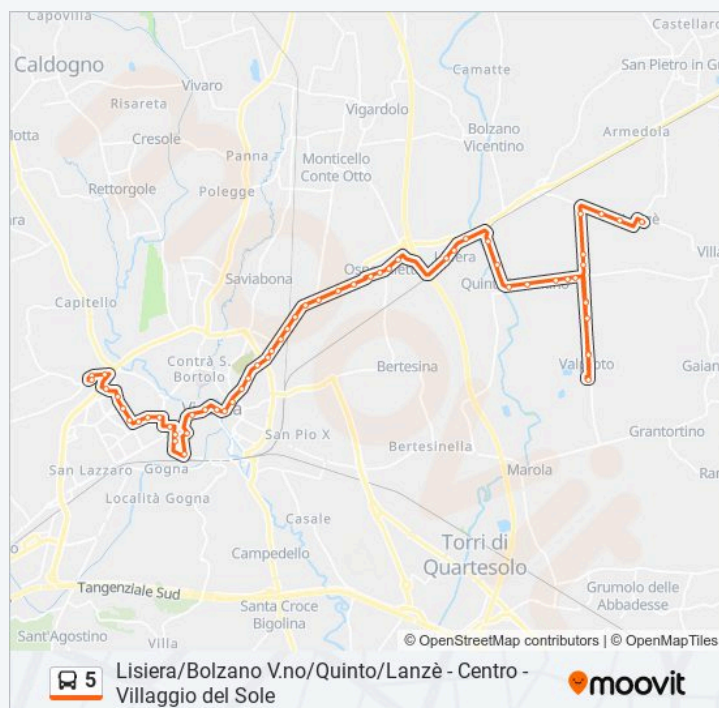 Capovilla
Castellaro
Caldogno
San Pietro in Gu
Camatte
Vivaro
Risareta
Vigardolo
Bolzano
Vicentino
Armedola
Cresole
Panna
Monticello
Conte Otto
Rettorgole
Polegge
Saviabona
Capitello
Contrà S.
Bortolo
Bertesina
Gaian
Grantortino
San Pio X
Bertesinella
San Lazzaro
Gogna
Marola
Località Gogna
Casale
Campedello
Torri di
Quartesolo
Tangenziale Sud
Santa Croce
Bigolina
Grumolo delle
Abbadesse
Sant'Agostino
Villa
© OpenStreetMap contributors | © OpenMapTiles
5
Lisiera/Bolzano V.no/Quinto/Lanzè - Centro -
Villaggio del Sole
moovit